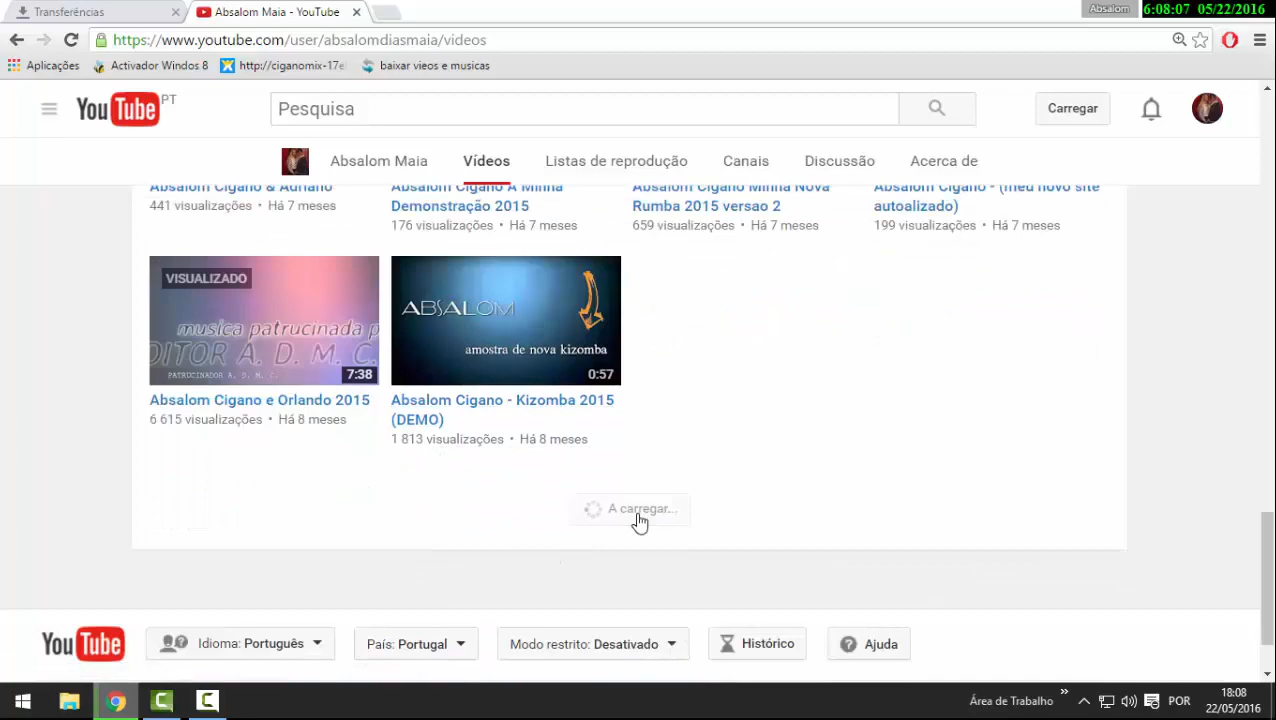 Transferências
Absalom Maia - YouTube
Absalom
6:08:07 05/22/2016
https://www.youtube.com/user/absalomdiasmaia/videos
Aplicações
Activador Windos 8
http://ciganomix-17e
baixar vieos e musicas
YouTube PT
Pesquisa
Carregar
Absalom Maia
Vídeos
Listas de reprodução
Canais
Discussão
Acerca de
Absalom Cigano & Adriano
441 visualizações • Há 7 meses
Absalom Cigano A Minha
Demonstração 2015
176 visualizações • Há 7 meses
Absalom Cigano Minha Nova
Rumba 2015 versao 2
659 visualizações • Há 7 meses
Absalom Cigano - (meu novo site
autoalizado)
199 visualizações • Há 7 meses
VISUALIZADO
musica patrucinada p
DITOR A. D. M. C.
PATRUCINADOR A. D. M. C.
7:38
Absalom Cigano e Orlando 2015
6 615 visualizações • Há 8 meses
ABSALOM
amostra de nova kizomba
0:57
Absalom Cigano - Kizomba 2015
(DEMO)
1 813 visualizações • Há 8 meses
A carregar...
YouTube
Idioma: Português
País: Portugal
Modo restrito: Desativado
Histórico
Ajuda
Área de Trabalho
POR
18:08
22/05/2016